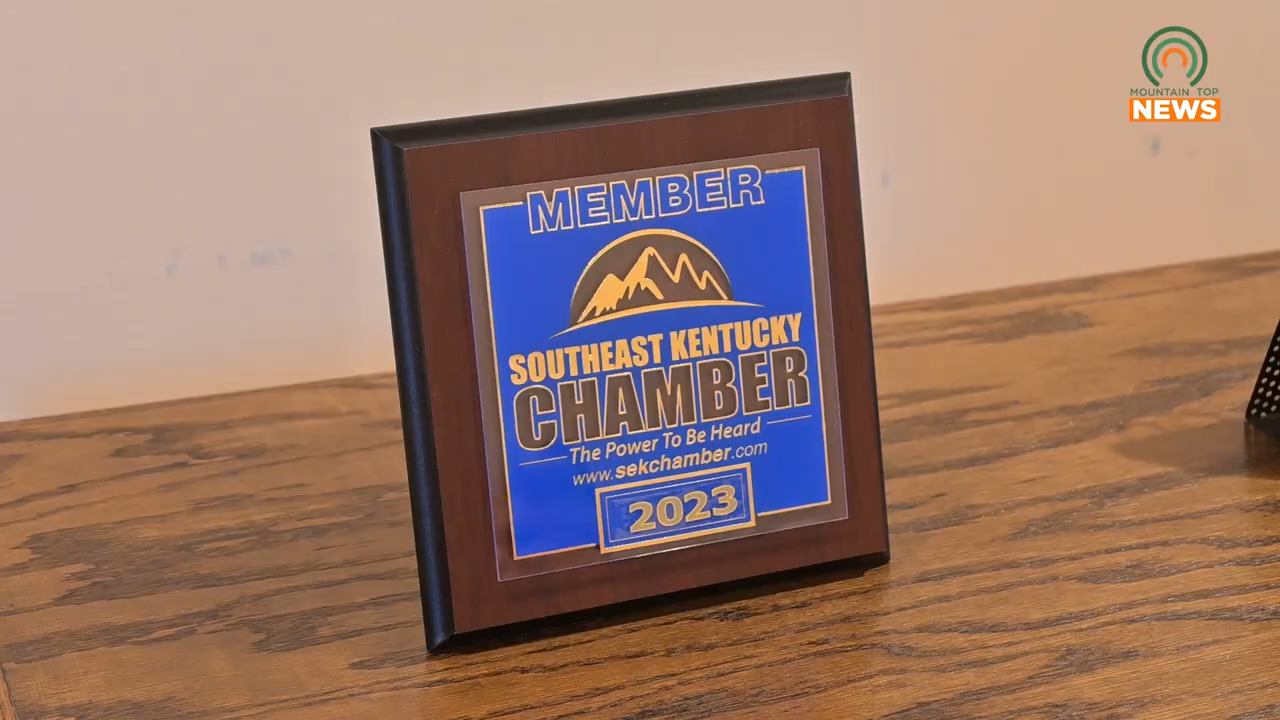 MOUNTAIN TOP
NEWS
MEMBER
SOUTHEAST KENTUCKY
CHAMBER
The Power To Be Heard
www.sekchamber.com
2023